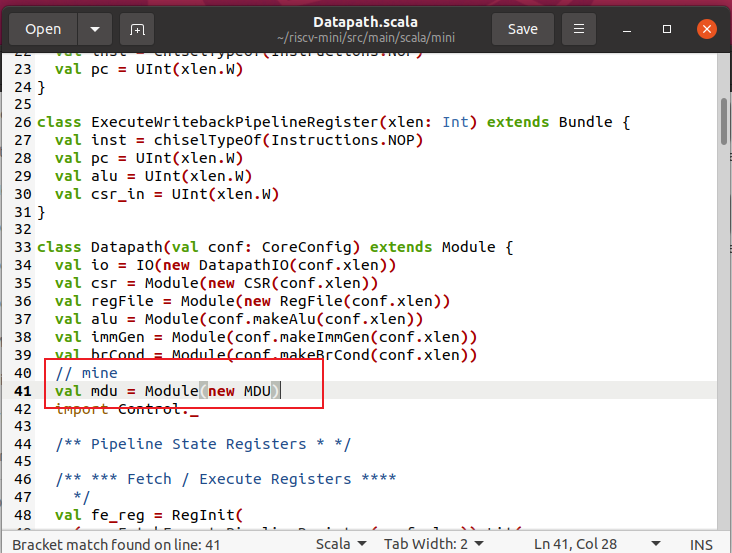 Open
Datapath.scala
~/riscv-mini/src/main/scala/mini
Save
22 val inst = chiselTypeOf(Instructions.NOP)
23 val pc = UInt(xlen.W)
24 }
25
26 class ExecuteWritebackPipelineRegister(xlen: Int) extends Bundle {
27 val inst = chiselTypeOf(Instructions.NOP)
28 val pc = UInt(xlen.W)
29 val alu = UInt(xlen.W)
30 val csr_in = UInt(xlen.W)
31 }
32
33 class Datapath(val conf: CoreConfig) extends Module {
34 val io = IO(new DatapathIO(conf.xlen))
35 val csr = Module(new CSR(conf.xlen))
36 val regFile = Module(new RegFile(conf.xlen))
37 val alu = Module(conf.makeAlu(conf.xlen))
38 val immGen = Module(conf.makeImmGen(conf.xlen))
39 val brCond = Module(conf.makeBrCond(conf.xlen))
40 // mine
41 val mdu = Module(new MDU)
42 import Control._
43
44 /** Pipeline State Registers * */
45
46 /** *** Fetch / Execute Registers ****
47 */
48 val fe_reg = RegInit(
Bracket match found on line: 41
Scala
Tab Width: 2
Ln 41, Col 28
INS